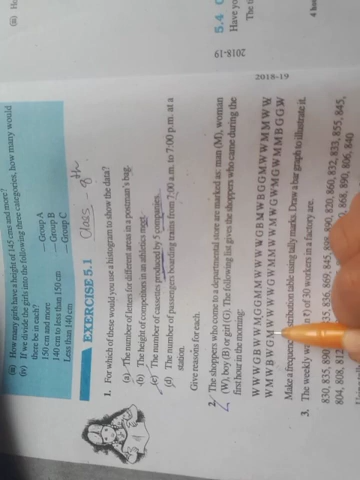 (iii) How many girls have a height of 145 cms and more?
(iv) If we divide the girls into the following three categories, how many would
there be in each?
150 cm and more — Group A
140 cm to less than 150 cm — Group B
Less than 140 cm — Group C
EXERCISE 5.1 Class - 8th
1. For which of these would you use a histogram to show the data?
(a) The number of letters for different areas in a postman's bag.
(b) The height of competitors in an athletics meet.
(c) The number of cassettes produced by 5 companies.
(d) The number of passengers boarding trains from 7:00 a.m. to 7:00 p.m. at a
station.
Give reasons for each.
2. The shoppers who come to a departmental store are marked as: man (M), woman
(W), boy (B) or girl (G). The following list gives the shoppers who came during the
first hour in the morning:
W W W G B W W M G G M M W W W W G B M W B G G M W W M M W W
W M W B W G M W W W W G W M M W W M W G W M G W M M B G G W
Make a frequency distribution table using tally marks. Draw a bar graph to illustrate it.
3. The weekly of 30 workers in a factory are.
830, 835, 890 835, 836, 869, 845, 898, 890, 820, 860, 832, 833, 855, 845,
804, 808, 812, 868, 890, 806, 840
2018-19
2018-19
5.4
Have yo
(iii)